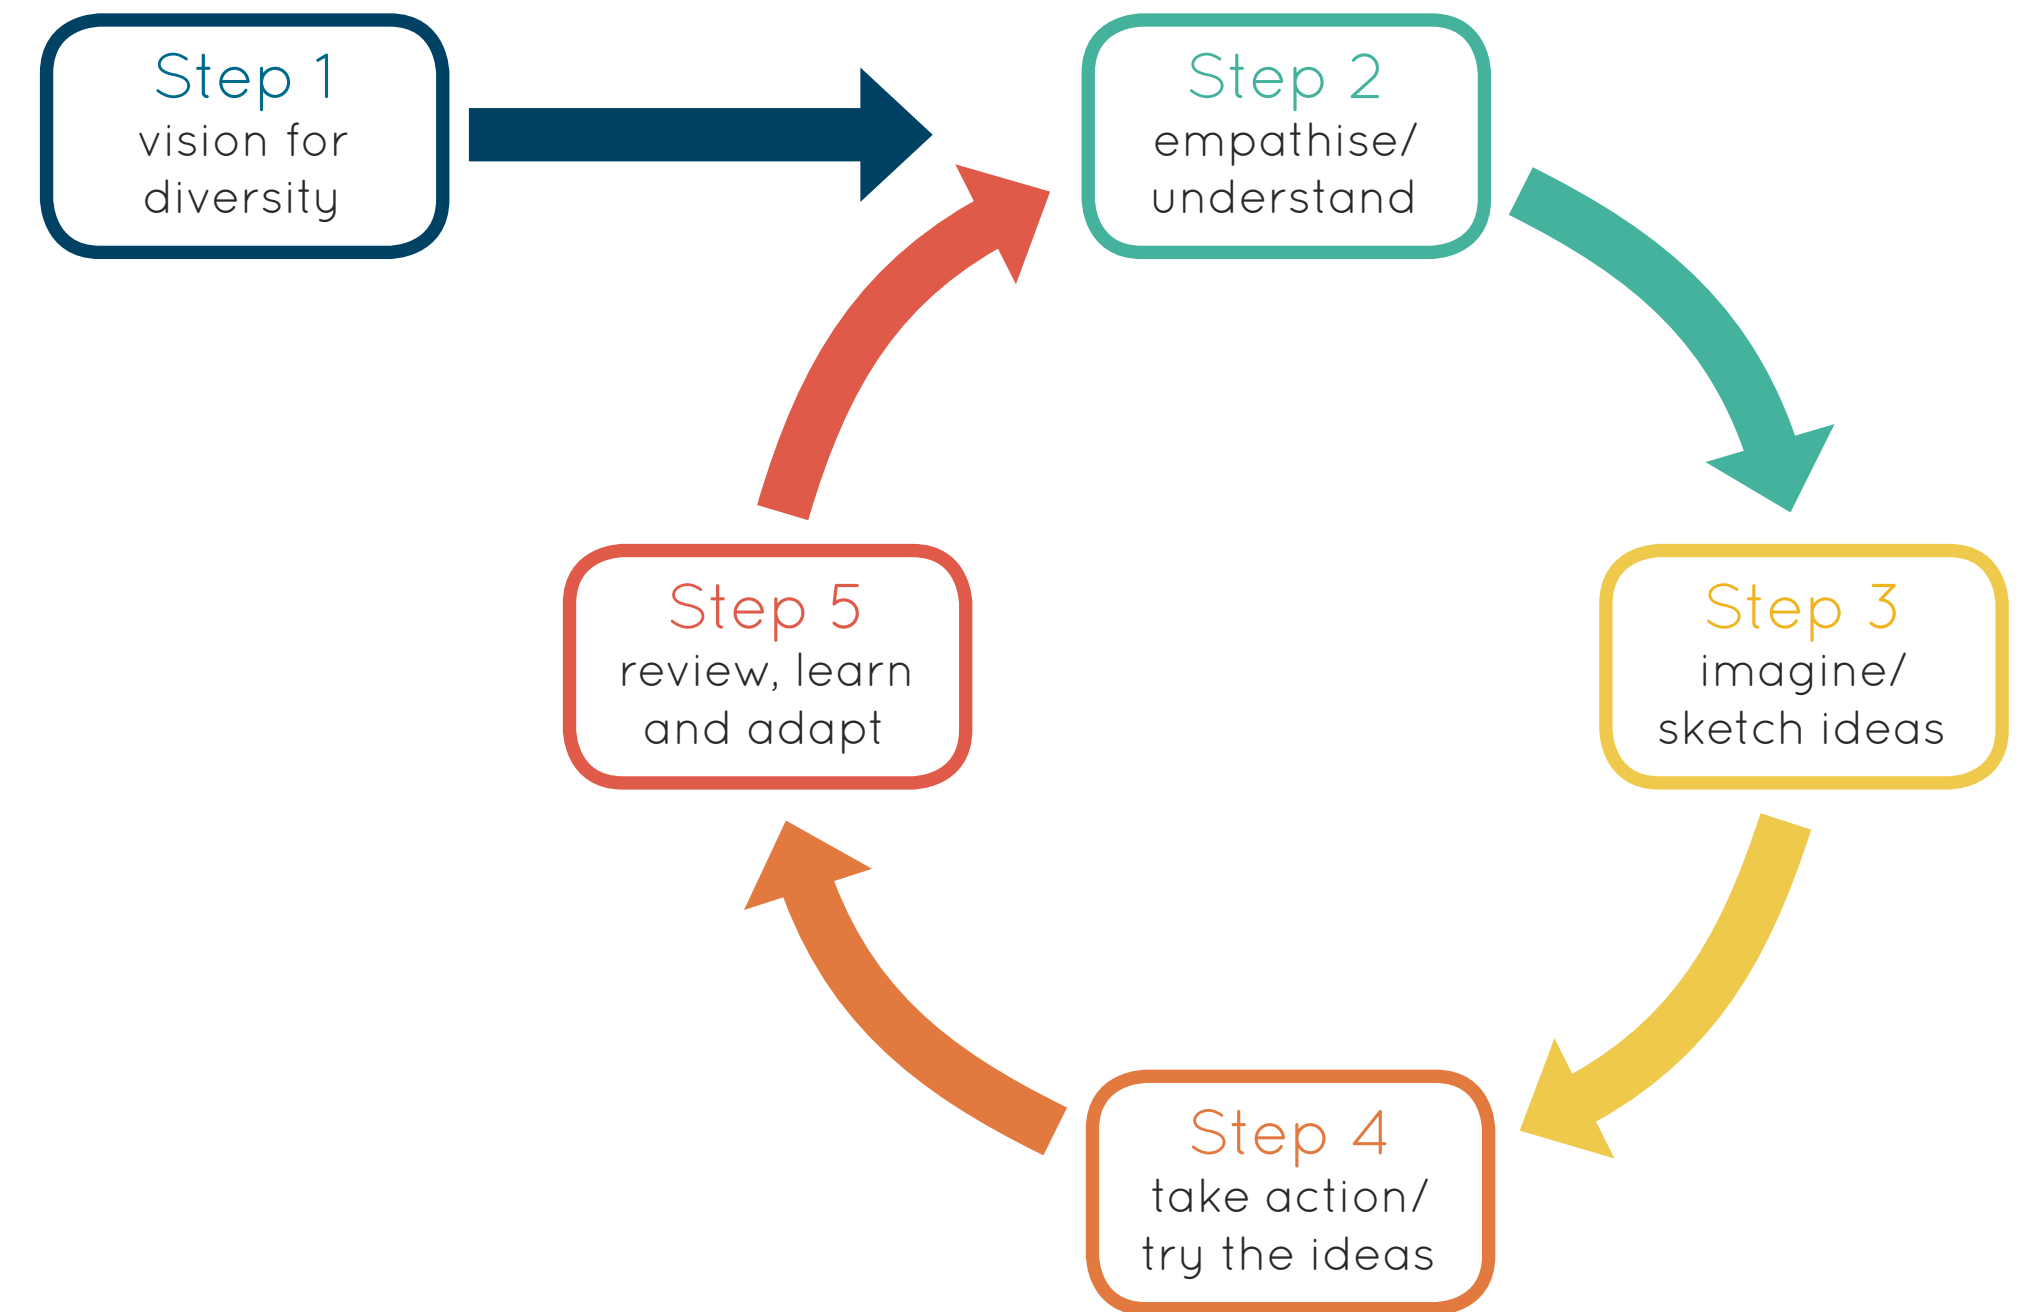 Step 1
vision for
diversity
Step 2
empathise/
understand
Step 3
imagine/
sketch ideas
Step 4
take action/
try the ideas
Step 5
review, learn
and adapt